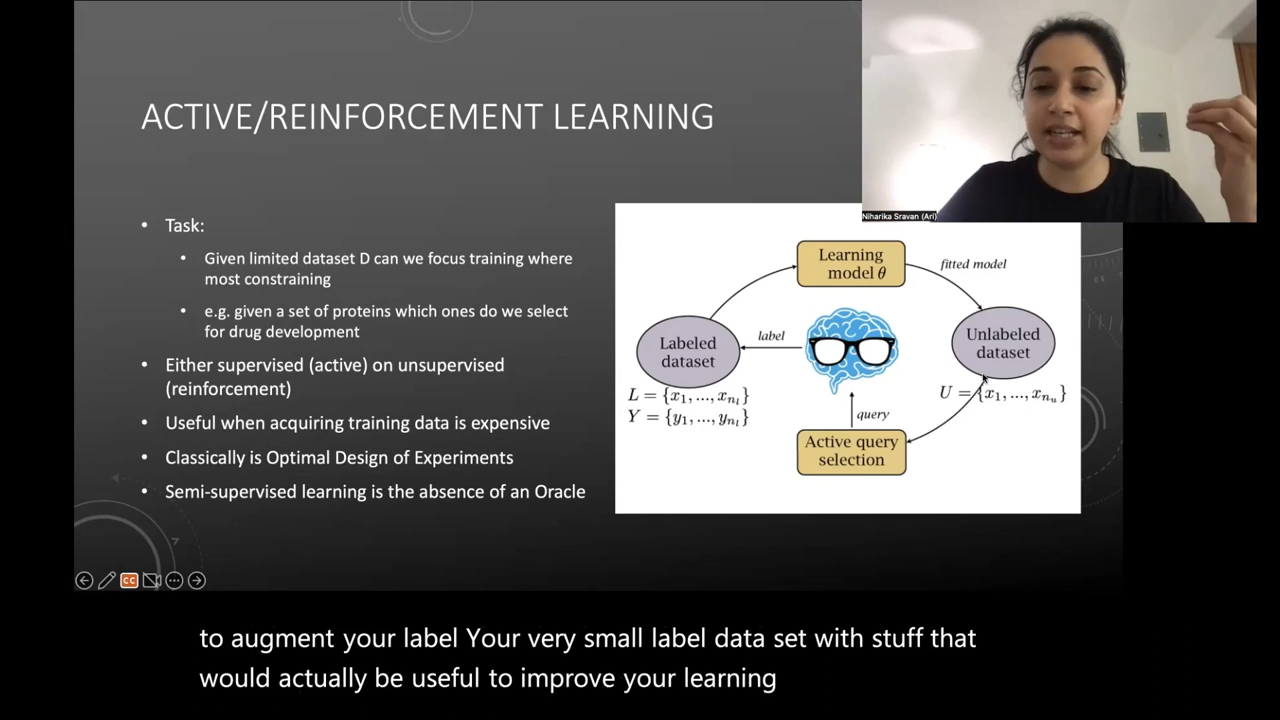 ACTIVE/REINFORCEMENT LEARNING
Niharika Sravan (Ari)
• Task:
• Given limited dataset D can we focus training where
most constraining
• e.g. given a set of proteins which ones do we select
for drug development
• Either supervised (active) on unsupervised
(reinforcement)
• Useful when acquiring training data is expensive
• Classically is Optimal Design of Experiments
• Semi-supervised learning is the absence of an Oracle
Learning
model θ
fitted model
Labeled
dataset
label
Unlabeled
dataset
L = {x₁, ..., xₙₗ}
Y = {y₁, ..., yₙₗ}
U = {x₁, ..., xₙᵤ}
query
Active query
selection
CC
to augment your label Your very small label data set with stuff that
would actually be useful to improve your learning